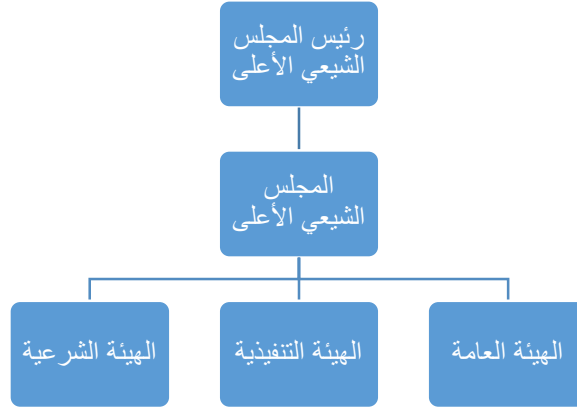 رئيس المجلس
الشيعي الأعلى
المجلس
الشيعي الأعلى
الهيئة العامة
الهيئة التنفيذية
الهيئة الشرعية